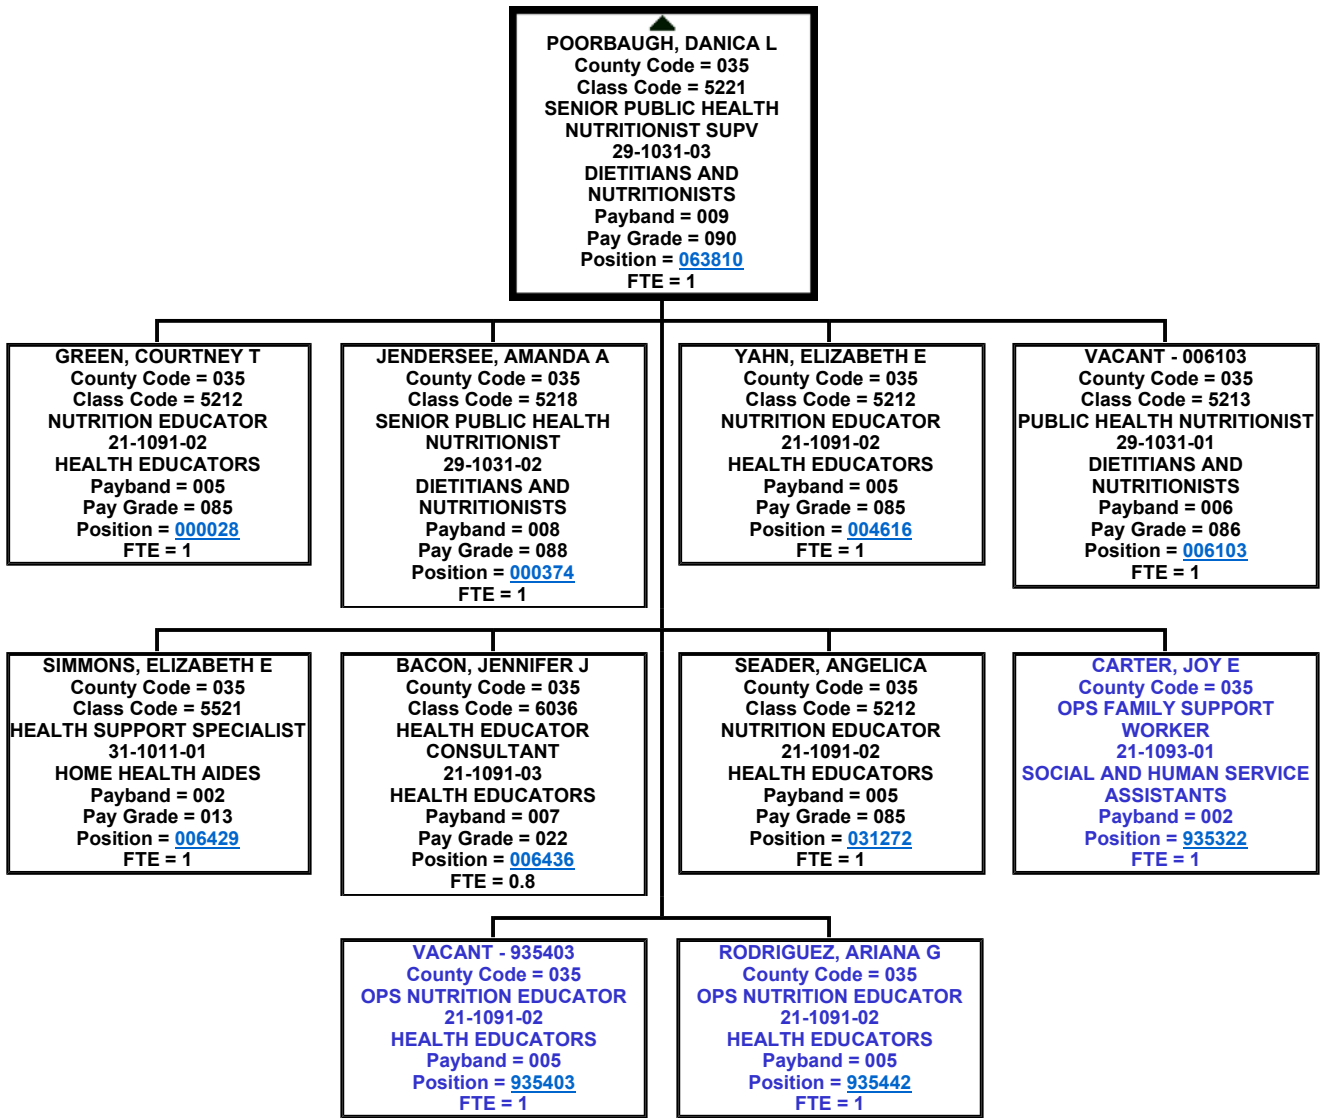 POORBAUGH, DANICA L
County Code = 035
Class Code = 5221
SENIOR PUBLIC HEALTH
NUTRITIONIST SUPV
29-1031-03
DIETITIANS AND
NUTRITIONISTS
Payband = 009
Pay Grade = 090
Position = 063810
FTE = 1
GREEN, COURTNEY T
County Code = 035
Class Code = 5212
NUTRITION EDUCATOR
21-1091-02
HEALTH EDUCATORS
Payband = 005
Pay Grade = 085
Position = 000028
FTE = 1
JENDERSEE, AMANDA A
County Code = 035
Class Code = 5218
SENIOR PUBLIC HEALTH
NUTRITIONIST
29-1031-02
DIETITIANS AND
NUTRITIONISTS
Payband = 008
Pay Grade = 088
Position = 000374
FTE = 1
YAHN, ELIZABETH E
County Code = 035
Class Code = 5212
NUTRITION EDUCATOR
21-1091-02
HEALTH EDUCATORS
Payband = 005
Pay Grade = 085
Position = 004616
FTE = 1
VACANT - 006103
County Code = 035
Class Code = 5213
PUBLIC HEALTH NUTRITIONIST
29-1031-01
DIETITIANS AND
NUTRITIONISTS
Payband = 006
Pay Grade = 086
Position = 006103
FTE = 1
SIMMONS, ELIZABETH E
County Code = 035
Class Code = 5521
HEALTH SUPPORT SPECIALIST
31-1011-01
HOME HEALTH AIDES
Payband = 002
Pay Grade = 013
Position = 006429
FTE = 1
BACON, JENNIFER J
County Code = 035
Class Code = 6036
HEALTH EDUCATOR
CONSULTANT
21-1091-03
HEALTH EDUCATORS
Payband = 007
Pay Grade = 022
Position = 006436
FTE = 0.8
SEADER, ANGELICA
County Code = 035
Class Code = 5212
NUTRITION EDUCATOR
21-1091-02
HEALTH EDUCATORS
Payband = 005
Pay Grade = 085
Position = 031272
FTE = 1
CARTER, JOY E
County Code = 035
OPS FAMILY SUPPORT
WORKER
21-1093-01
SOCIAL AND HUMAN SERVICE
ASSISTANTS
Payband = 002
Position = 935322
FTE = 1
VACANT - 935403
County Code = 035
OPS NUTRITION EDUCATOR
21-1091-02
HEALTH EDUCATORS
Payband = 005
Position = 935403
FTE = 1
RODRIGUEZ, ARIANA G
County Code = 035
OPS NUTRITION EDUCATOR
21-1091-02
HEALTH EDUCATORS
Payband = 005
Position = 935442
FTE = 1